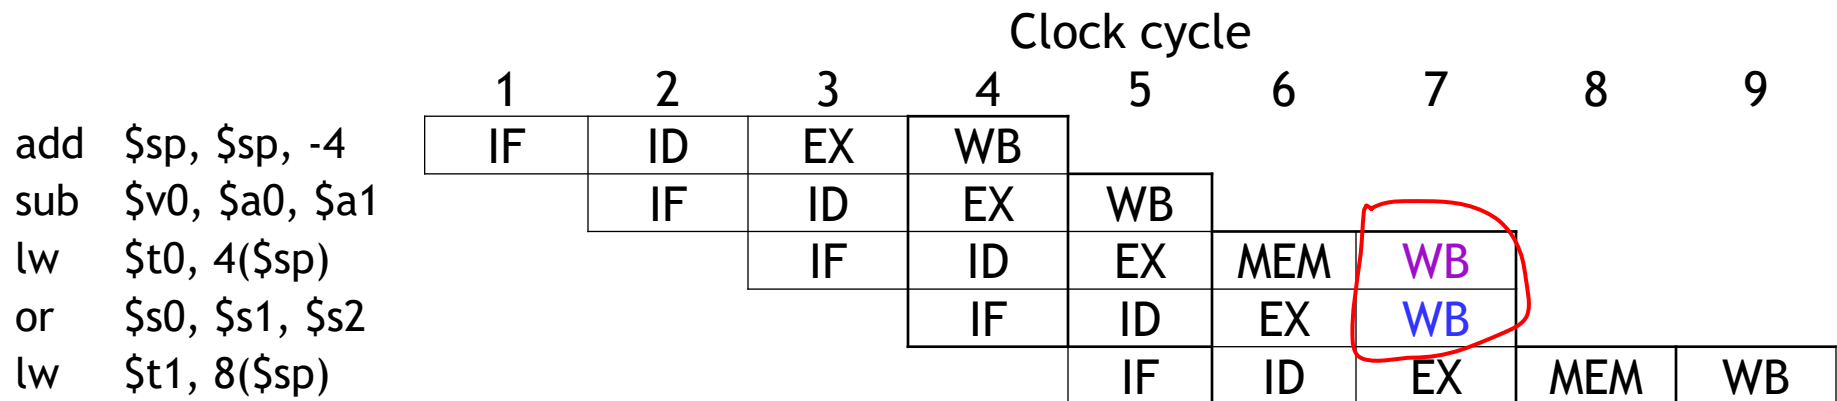 Clock cycle
1 2 3 4 5 6 7 8 9
add $sp, $sp, -4 IF ID EX WB
sub $v0, $a0, $a1 IF ID EX WB
lw $t0, 4($sp) IF ID EX MEM WB
or $s0, $s1, $s2 IF ID EX WB
lw $t1, 8($sp) IF ID EX MEM WB